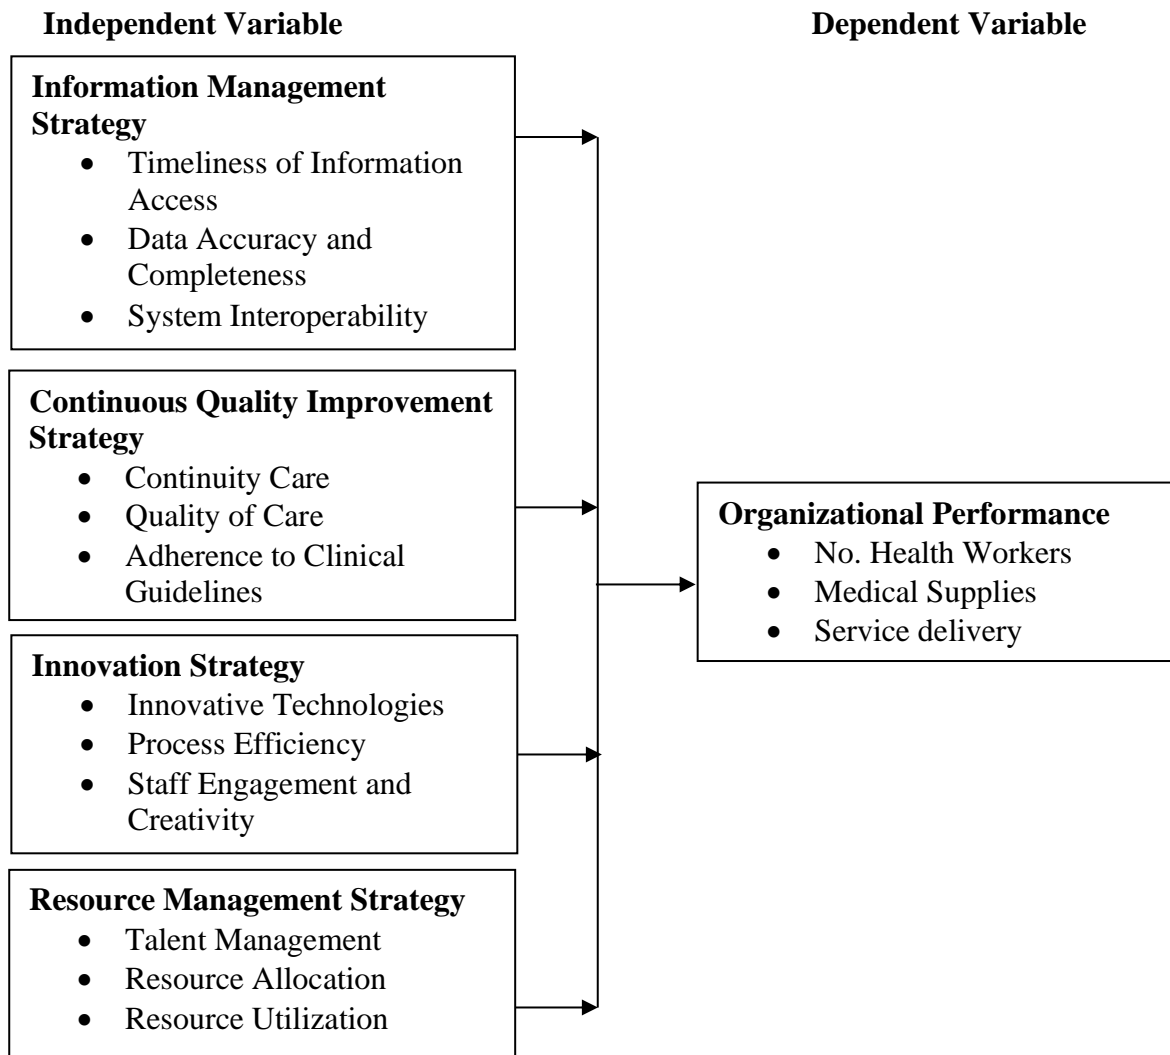 Independent Variable
Dependent Variable
Information Management
Strategy
• Timeliness of Information
Access
• Data Accuracy and
Completeness
• System Interoperability
Continuous Quality Improvement
Strategy
• Continuity Care
• Quality of Care
• Adherence to Clinical
Guidelines
Innovation Strategy
• Innovative Technologies
• Process Efficiency
• Staff Engagement and
Creativity
Resource Management Strategy
• Talent Management
• Resource Allocation
• Resource Utilization
Organizational Performance
• No. Health Workers
• Medical Supplies
• Service delivery